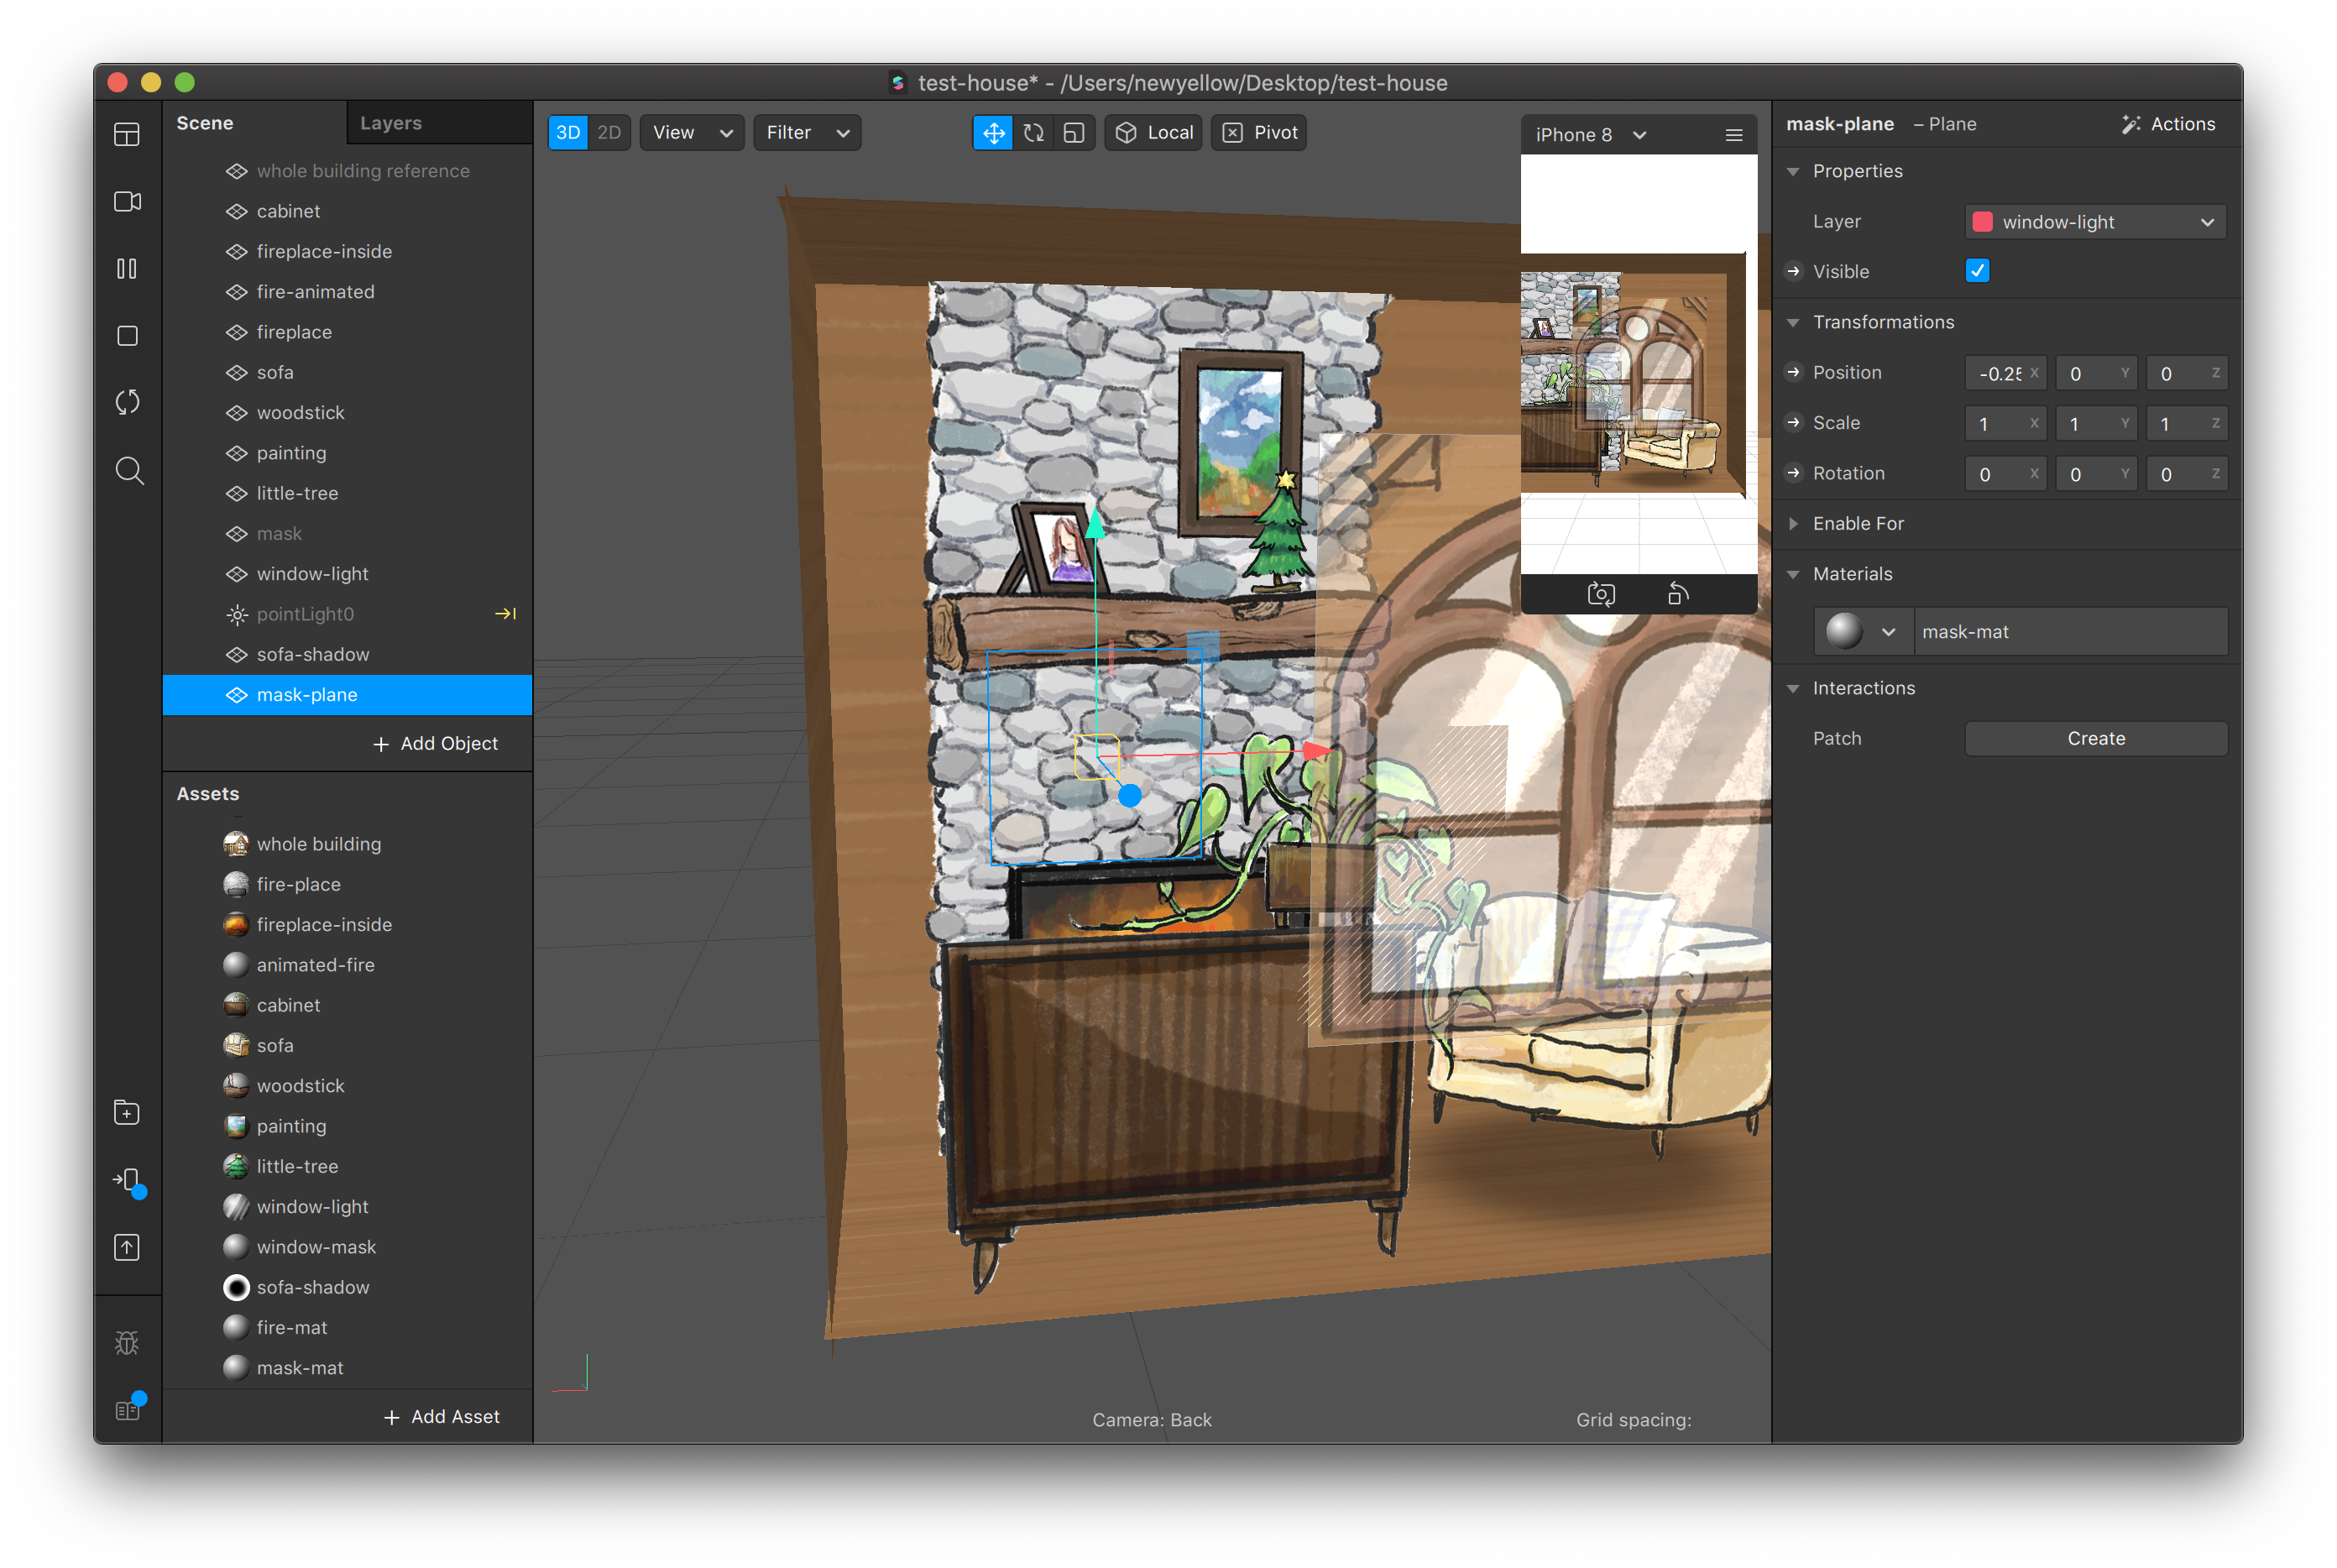 test-house* - /Users/newyellow/Desktop/test-house
Scene
Layers
whole building reference
cabinet
fireplace-inside
fire-animated
fireplace
sofa
woodstick
painting
little-tree
mask
window-light
pointLight0
sofa-shadow
mask-plane
+ Add Object
Assets
whole building
fire-place
fireplace-inside
animated-fire
cabinet
sofa
woodstick
painting
little-tree
window-light
window-mask
sofa-shadow
fire-mat
mask-mat
+ Add Asset
3D 2D View Filter Local Pivot
iPhone 8
Camera: Back
Grid spacing:
mask-plane – Plane Actions
Properties
Layer window-light
Visible
Transformations
Position -0.25 X 0 Y 0 Z
Scale 1 X 1 Y 1 Z
Rotation 0 X 0 Y 0 Z
Enable For
Materials
mask-mat
Interactions
Patch Create